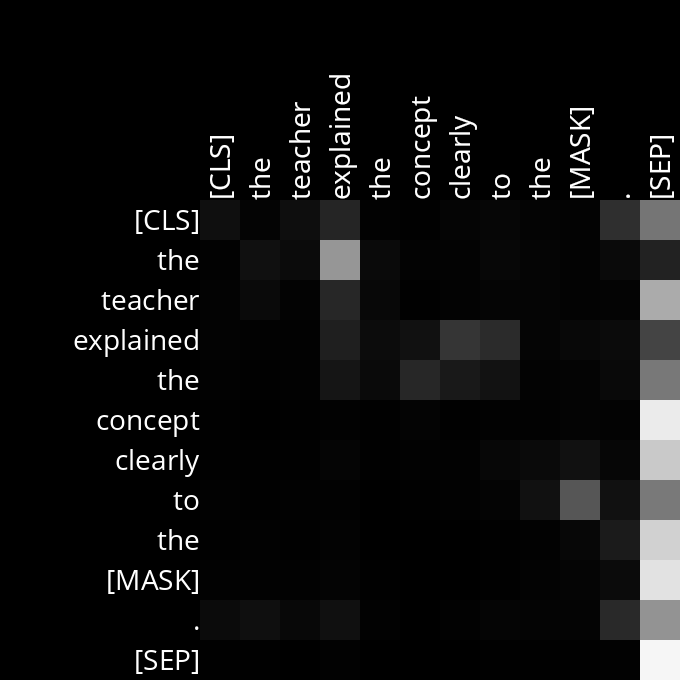 [CLS] the teacher explained the concept clearly to the [MASK] . [SEP]
[CLS]
the
teacher
explained
the
concept
clearly
to
the
[MASK]
.
[SEP]